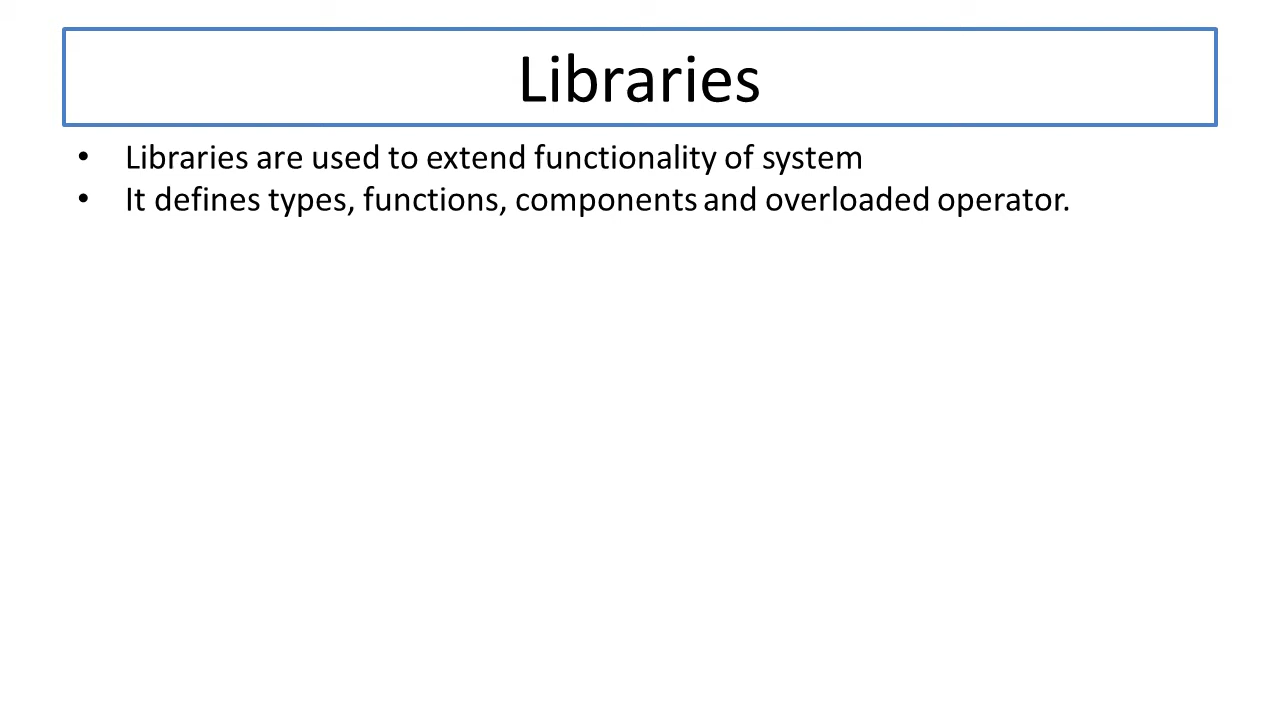 Libraries
• Libraries are used to extend functionality of system
• It defines types, functions, components and overloaded operator.